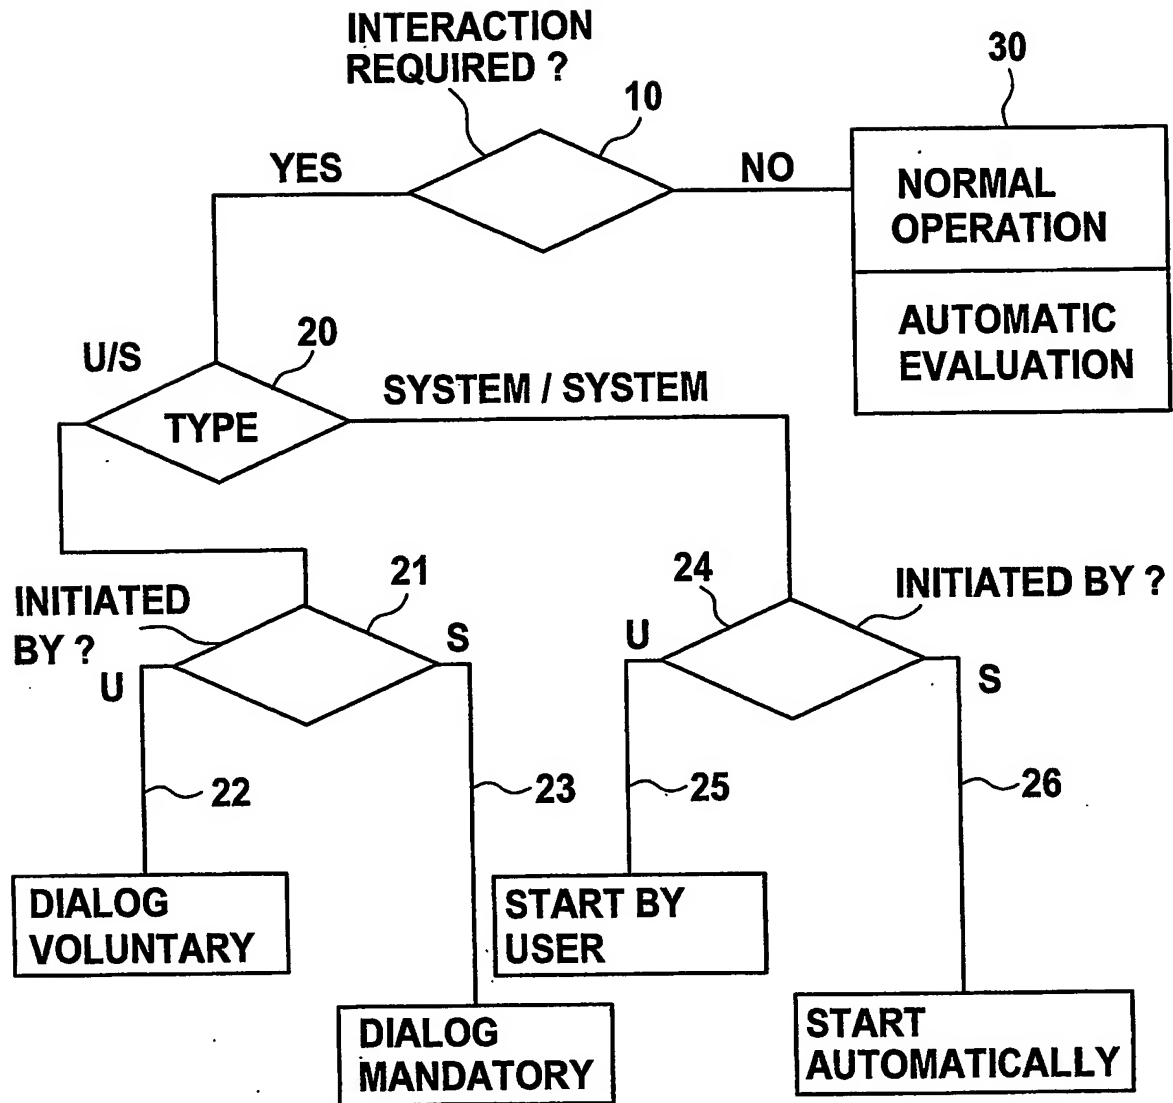 INTERACTION
REQUIRED ?
10
30
YES
NO
NORMAL
OPERATION
AUTOMATIC
EVALUATION
U/S
20
TYPE
SYSTEM / SYSTEM
INITIATED
BY ?
21
U
S
24
INITIATED BY ?
U
S
22
23
25
26
DIALOG
VOLUNTARY
DIALOG
MANDATORY
START BY
USER
START
AUTOMATICALLY